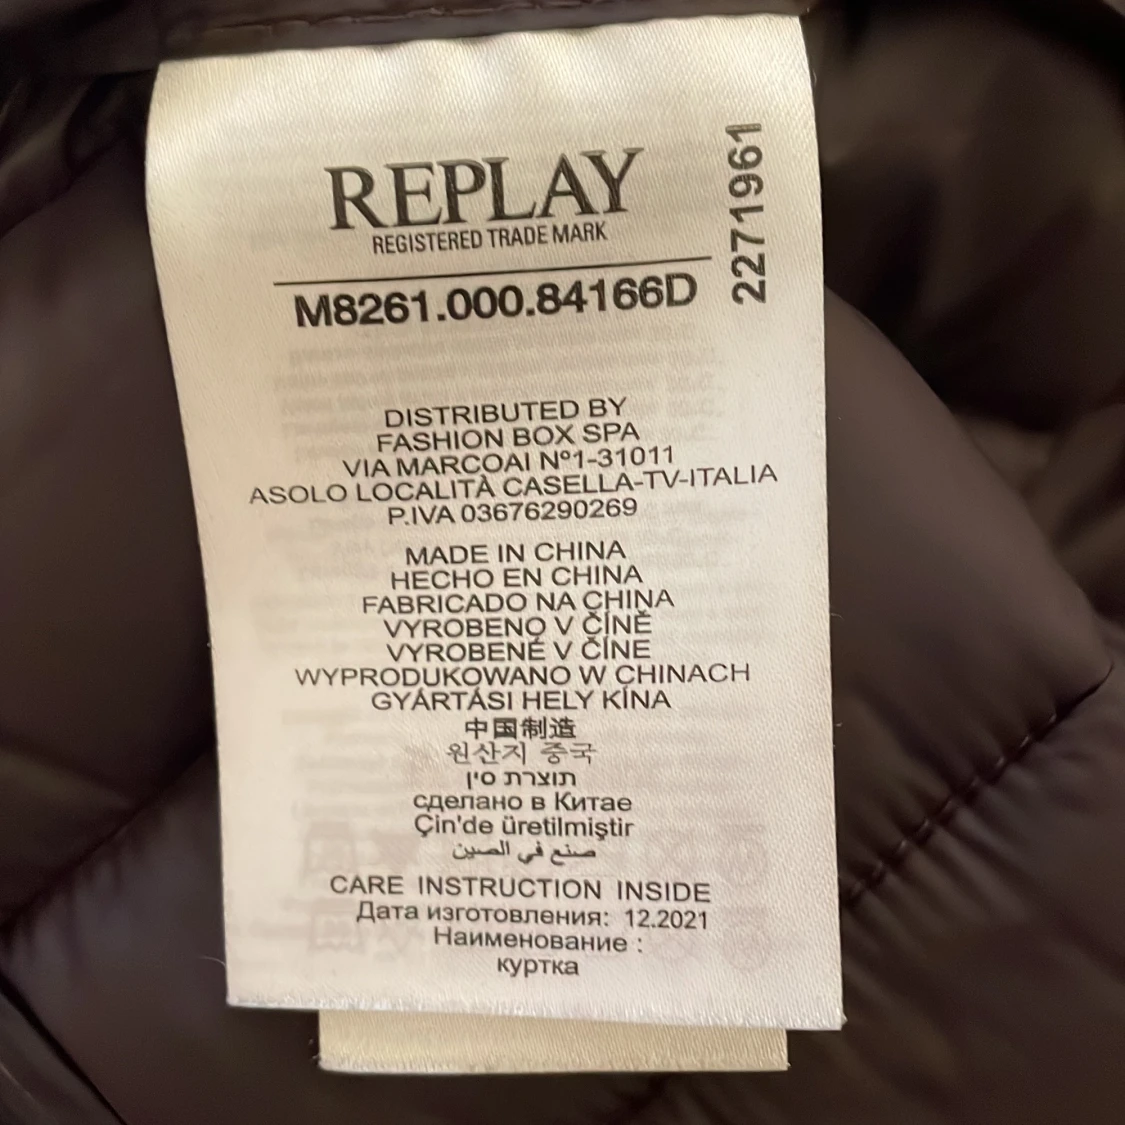 REPLAY
REGISTERED TRADE MARK
2271961
M8261.000.84166D
DISTRIBUTED BY
FASHION BOX SPA
VIA MARCOAI Nº1-31011
ASOLO LOCALITÀ CASELLA-TV-ITALIA
P.IVA 03676290269
MADE IN CHINA
HECHO EN CHINA
FABRICADO NA CHINA
VYROBENO V ČÍNĚ
VYROBENÉ V ČÍNE
WYPRODUKOWANO W CHINACH
GYÁRTÁSI HELY KÍNA
中国制造
원산지 중국
תוצרת סין
сделано в Китае
Çin'de üretilmiştir
صنع في الصين
CARE INSTRUCTION INSIDE
Дата изготовления: 12.2021
Наименование :
куртка